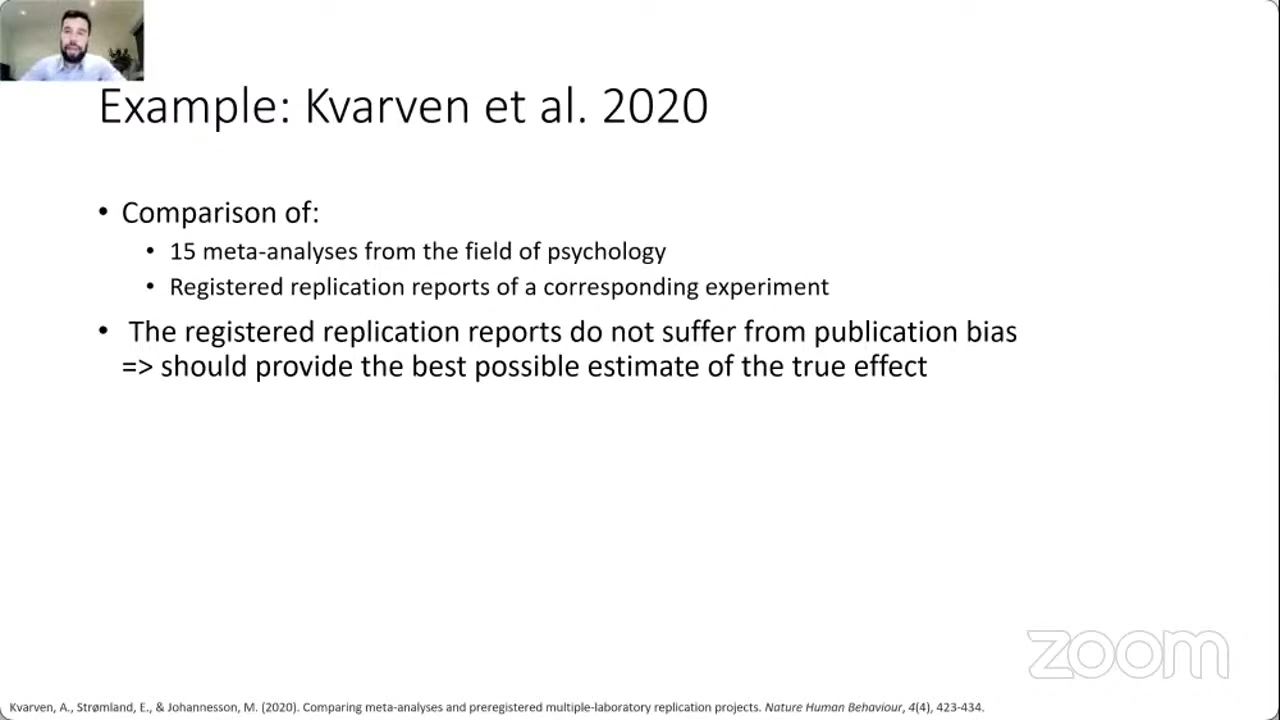 Example: Kvarven et al. 2020
• Comparison of:
• 15 meta-analyses from the field of psychology
• Registered replication reports of a corresponding experiment
• The registered replication reports do not suffer from publication bias
=> should provide the best possible estimate of the true effect
zoom
Kvarven, A., Strømland, E., & Johannesson, M. (2020). Comparing meta-analyses and preregistered multiple-laboratory replication projects. Nature Human Behaviour, 4(4), 423-434.